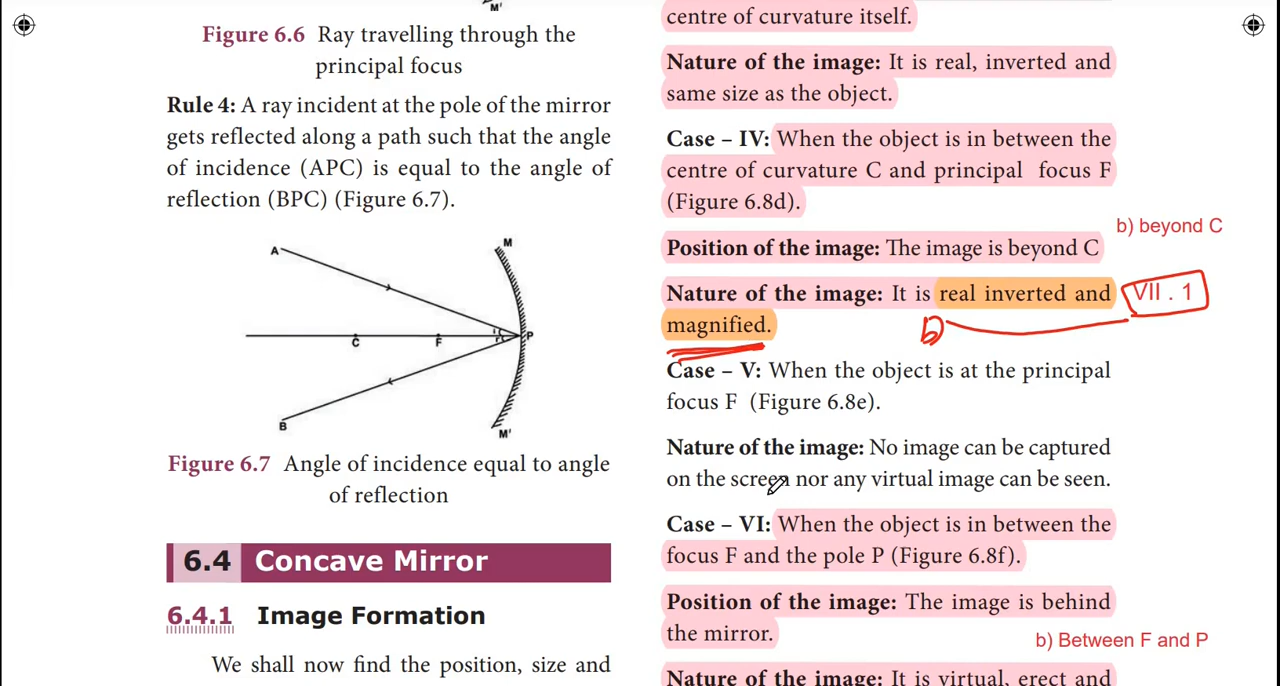 M'
Figure 6.6 Ray travelling through the
principal focus
Rule 4: A ray incident at the pole of the mirror
gets reflected along a path such that the angle
of incidence (APC) is equal to the angle of
reflection (BPC) (Figure 6.7).
A
M
C
F
i
r
P
B
M'
Figure 6.7 Angle of incidence equal to angle
of reflection
6.4 Concave Mirror
6.4.1 Image Formation
We shall now find the position, size and
centre of curvature itself.
Nature of the image: It is real, inverted and
same size as the object.
Case – IV: When the object is in between the
centre of curvature C and principal focus F
(Figure 6.8d).
b) beyond C
Position of the image: The image is beyond C
Nature of the image: It is real inverted and
VII . 1
magnified.
b
Case – V: When the object is at the principal
focus F (Figure 6.8e).
Nature of the image: No image can be captured
on the screen nor any virtual image can be seen.
Case – VI: When the object is in between the
focus F and the pole P (Figure 6.8f).
Position of the image: The image is behind
the mirror.
b) Between F and P
Nature of the image: It is virtual, erect and